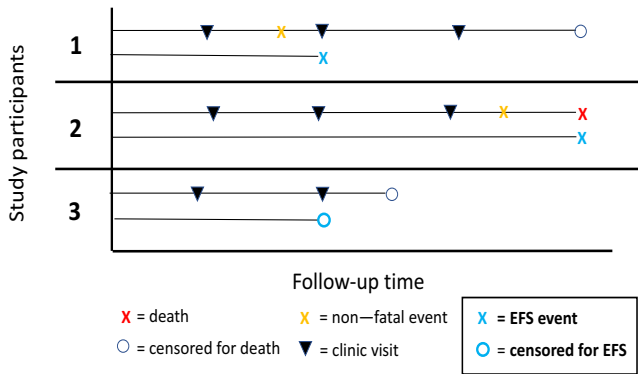 Study participants
1
2
3
Follow-up time
X = death
X = non—fatal event
X = EFS event
= censored for death
= clinic visit
= censored for EFS